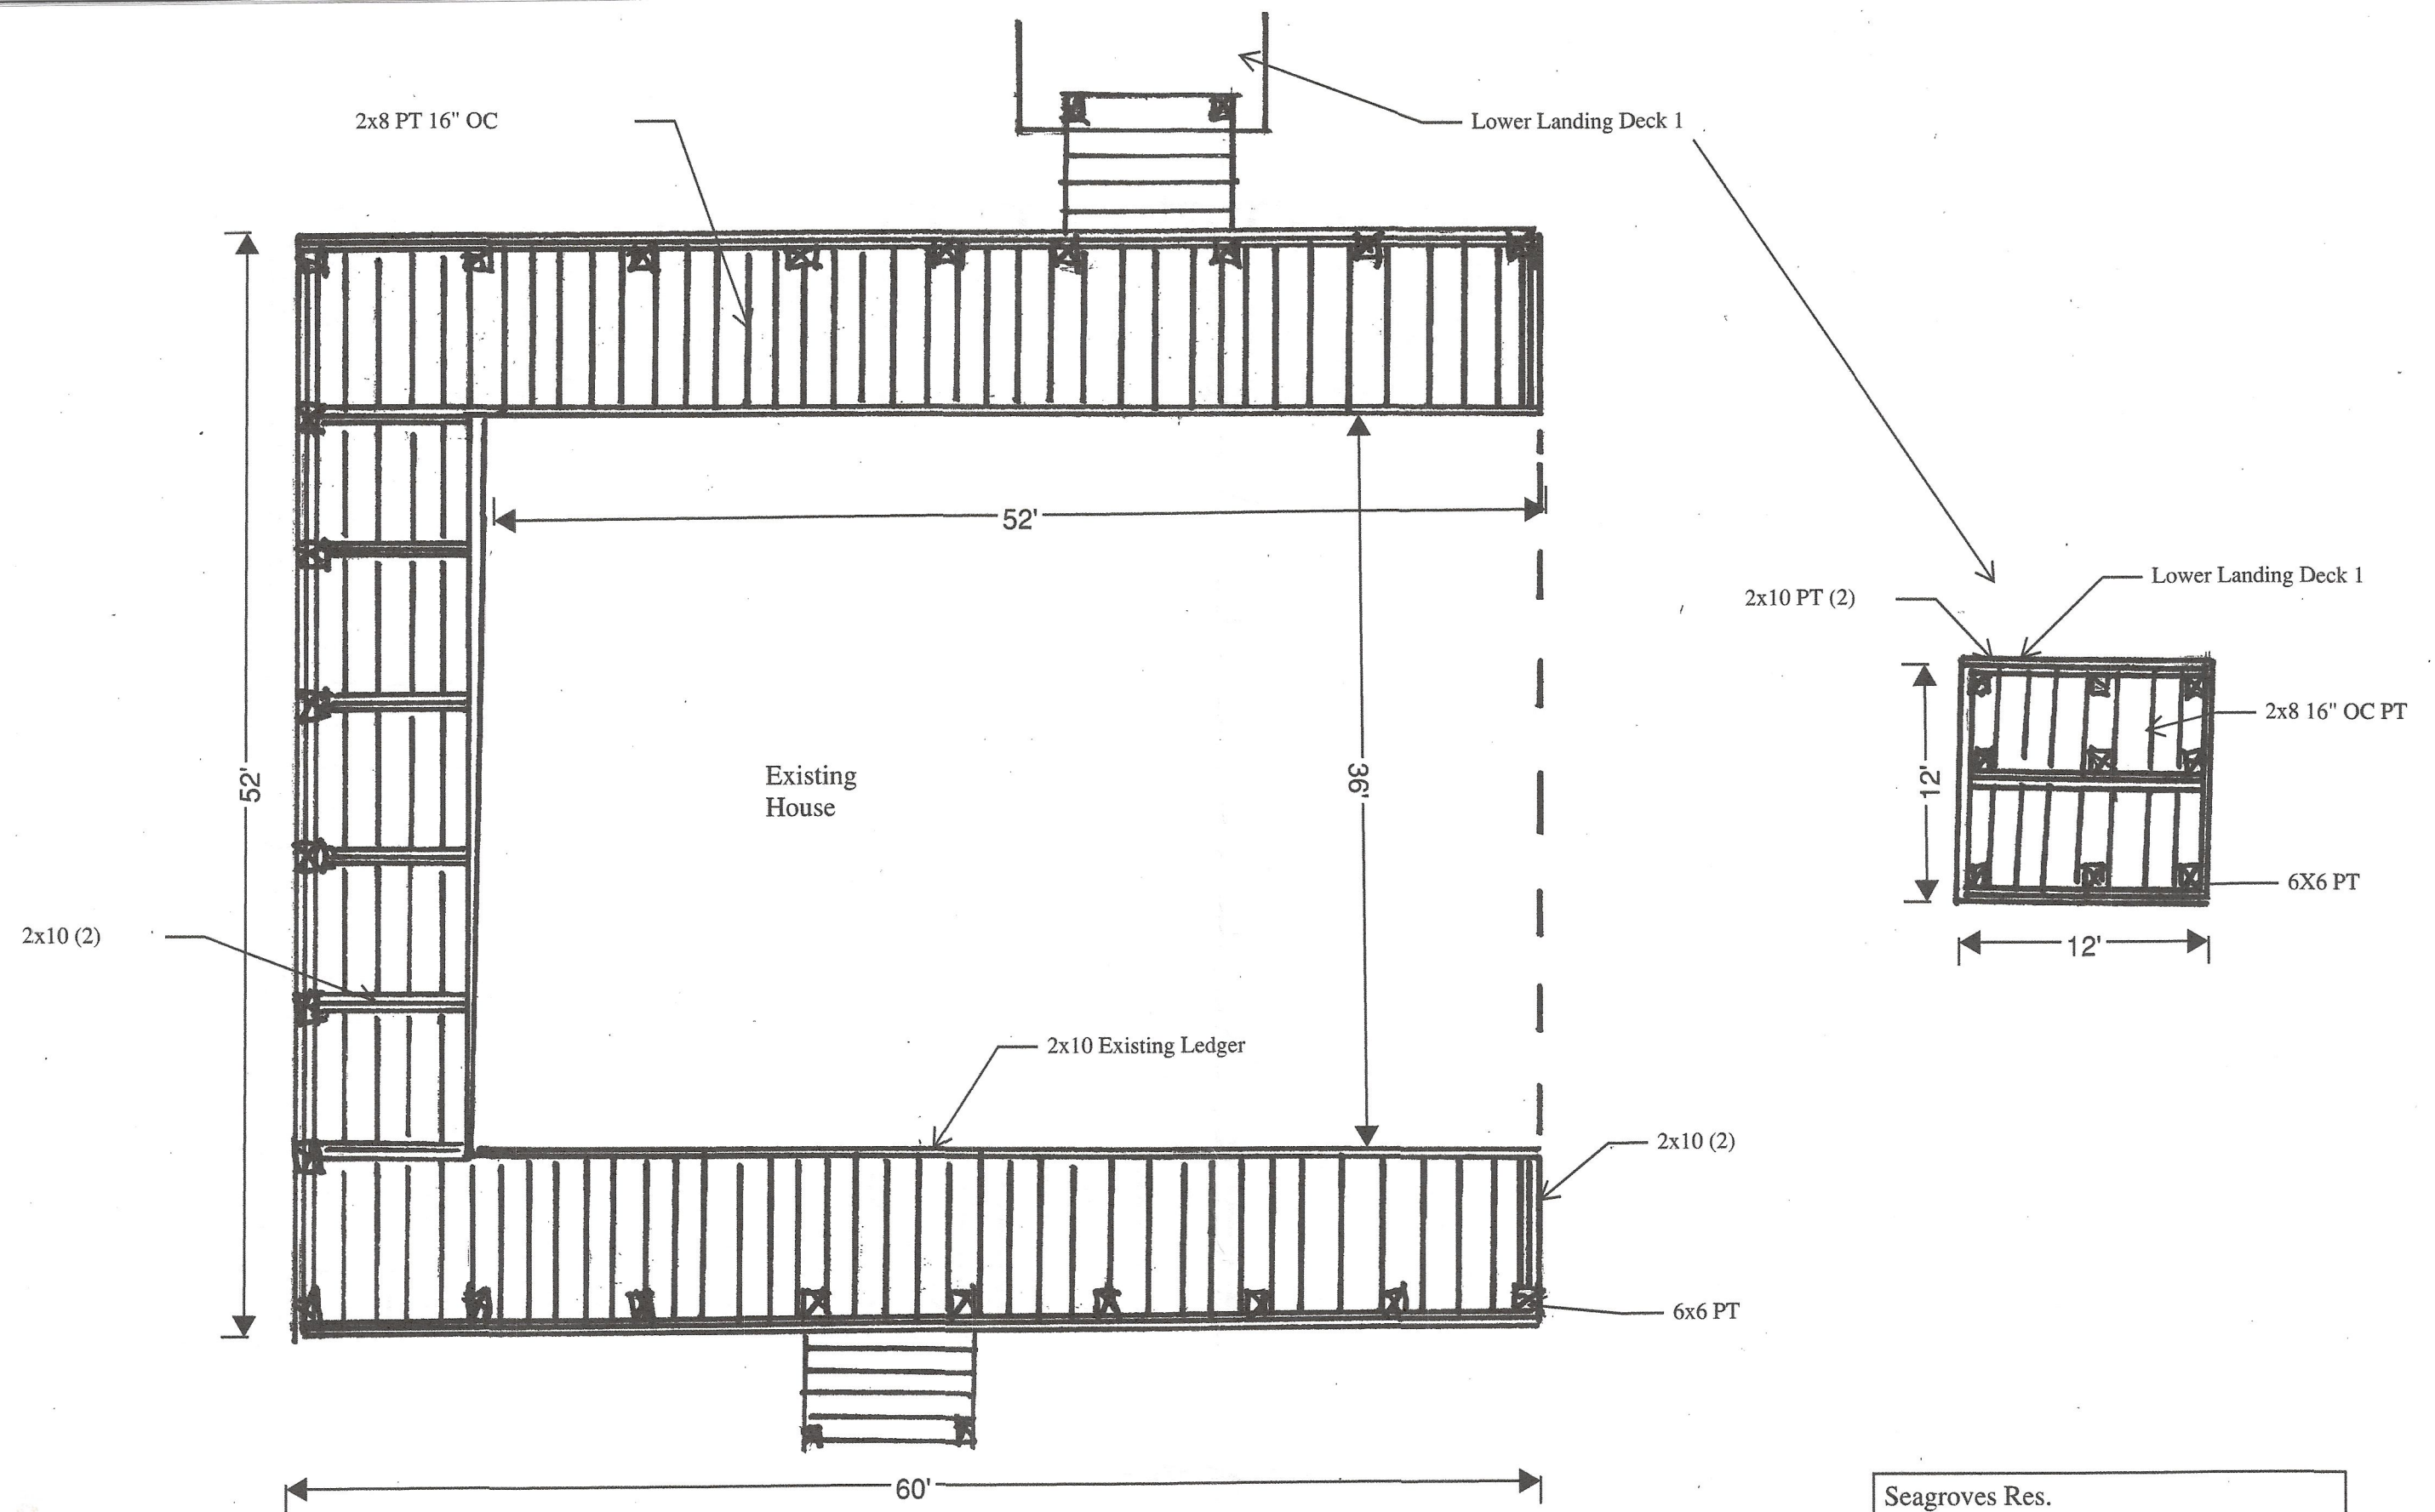 2x8 PT 16" OC
Lower Landing Deck 1
52'
Lower Landing Deck 1
2x10 PT (2)
2x8 16" OC PT
52'
Existing
House
36'
12'
6X6 PT
2x10 (2)
12'
2x10 Existing Ledger
2x10 (2)
6x6 PT
60'
Seagroves Res.